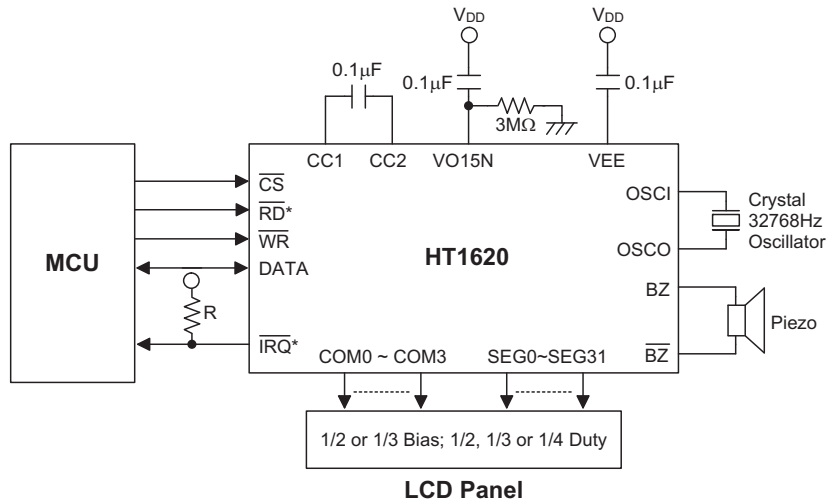 VDD
VDD
0.1μF
0.1μF
0.1μF
3MΩ
CC1
CC2
VO15N
VEE
MCU
CS
RD*
WR
DATA
R
IRQ*
HT1620
OSCI
OSCO
Crystal
32768Hz
Oscillator
BZ
BZ
Piezo
COM0 ~ COM3
SEG0~SEG31
1/2 or 1/3 Bias; 1/2, 1/3 or 1/4 Duty
LCD Panel